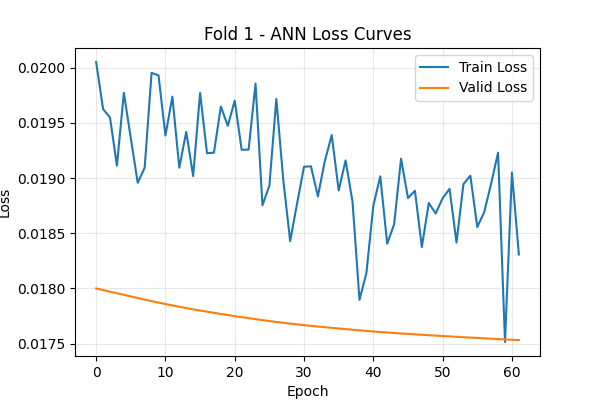 Fold 1 - ANN Loss Curves
Train Loss
Valid Loss
0.0200
0.0195
0.0190
0.0185
0.0180
0.0175
Loss
0 10 20 30 40 50 60
Epoch